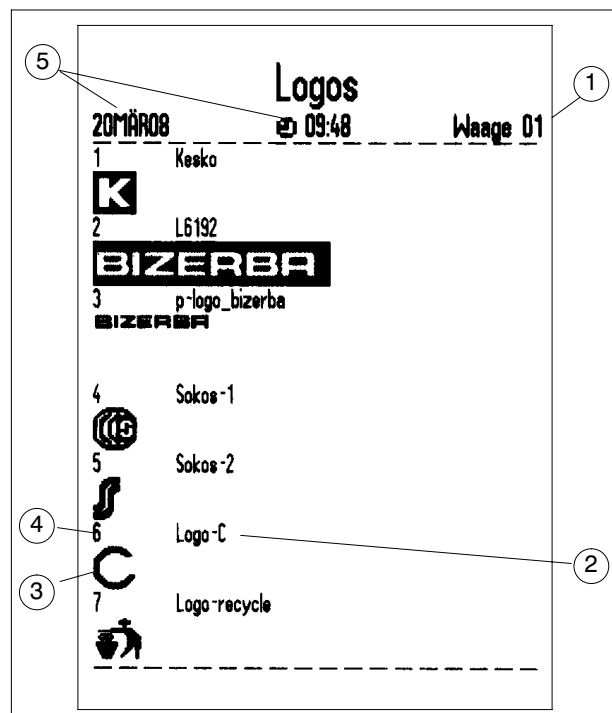 Logos
20MÄR08 09:48 Waage 01
1 Kesko
K
2 L6192
BIZERBA
3 p-logo_bizerba
BIZERBA
4 Sokos-1
S
5 Sokos-2
S
6 Logo-C
C
7 Logo-recycle
5
1
4
3
2